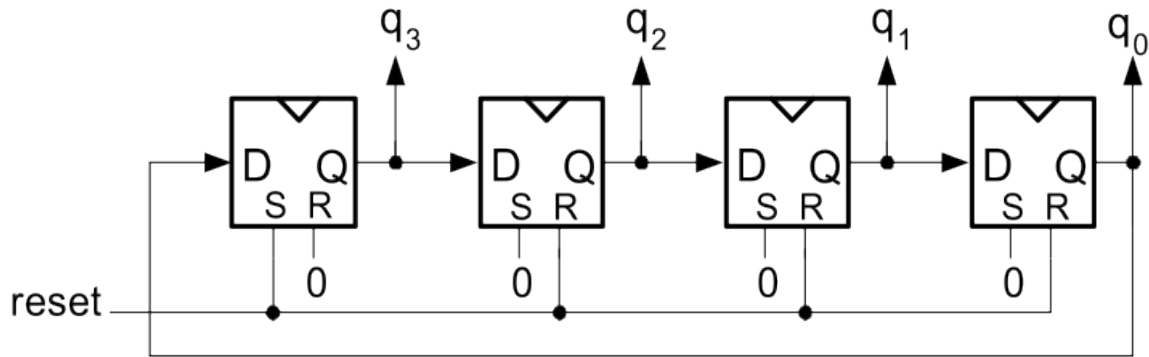 q3 q2 q1 q0
D Q D Q D Q D Q
S R S R S R S R
0 0 0 0
reset